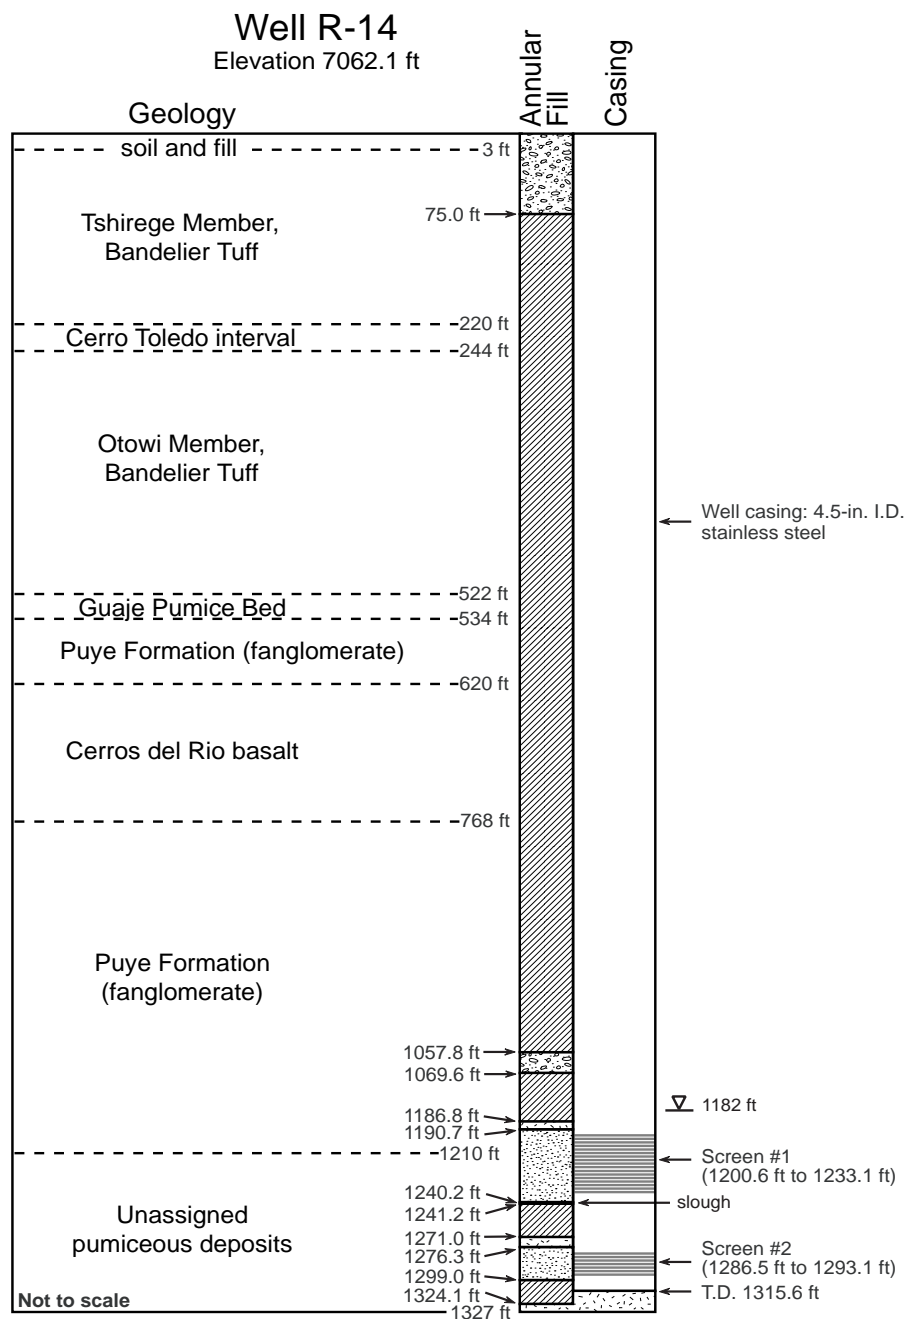 Well R-14
Elevation 7062.1 ft
Annular
Fill
Casing
Geology
soil and fill
3 ft
75.0 ft
Tshirege Member,
Bandelier Tuff
220 ft
Cerro Toledo interval
244 ft
Otowi Member,
Bandelier Tuff
Well casing: 4.5-in. I.D.
stainless steel
522 ft
Guaje Pumice Bed
534 ft
Puye Formation (fanglomerate)
620 ft
Cerros del Rio basalt
768 ft
Puye Formation
(fanglomerate)
1057.8 ft
1069.6 ft
1182 ft
1186.8 ft
1190.7 ft
1210 ft
Screen #1
(1200.6 ft to 1233.1 ft)
1240.2 ft
slough
1241.2 ft
Unassigned
pumiceous deposits
1271.0 ft
1276.3 ft
Screen #2
(1286.5 ft to 1293.1 ft)
1299.0 ft
T.D. 1315.6 ft
1324.1 ft
Not to scale
1327 ft